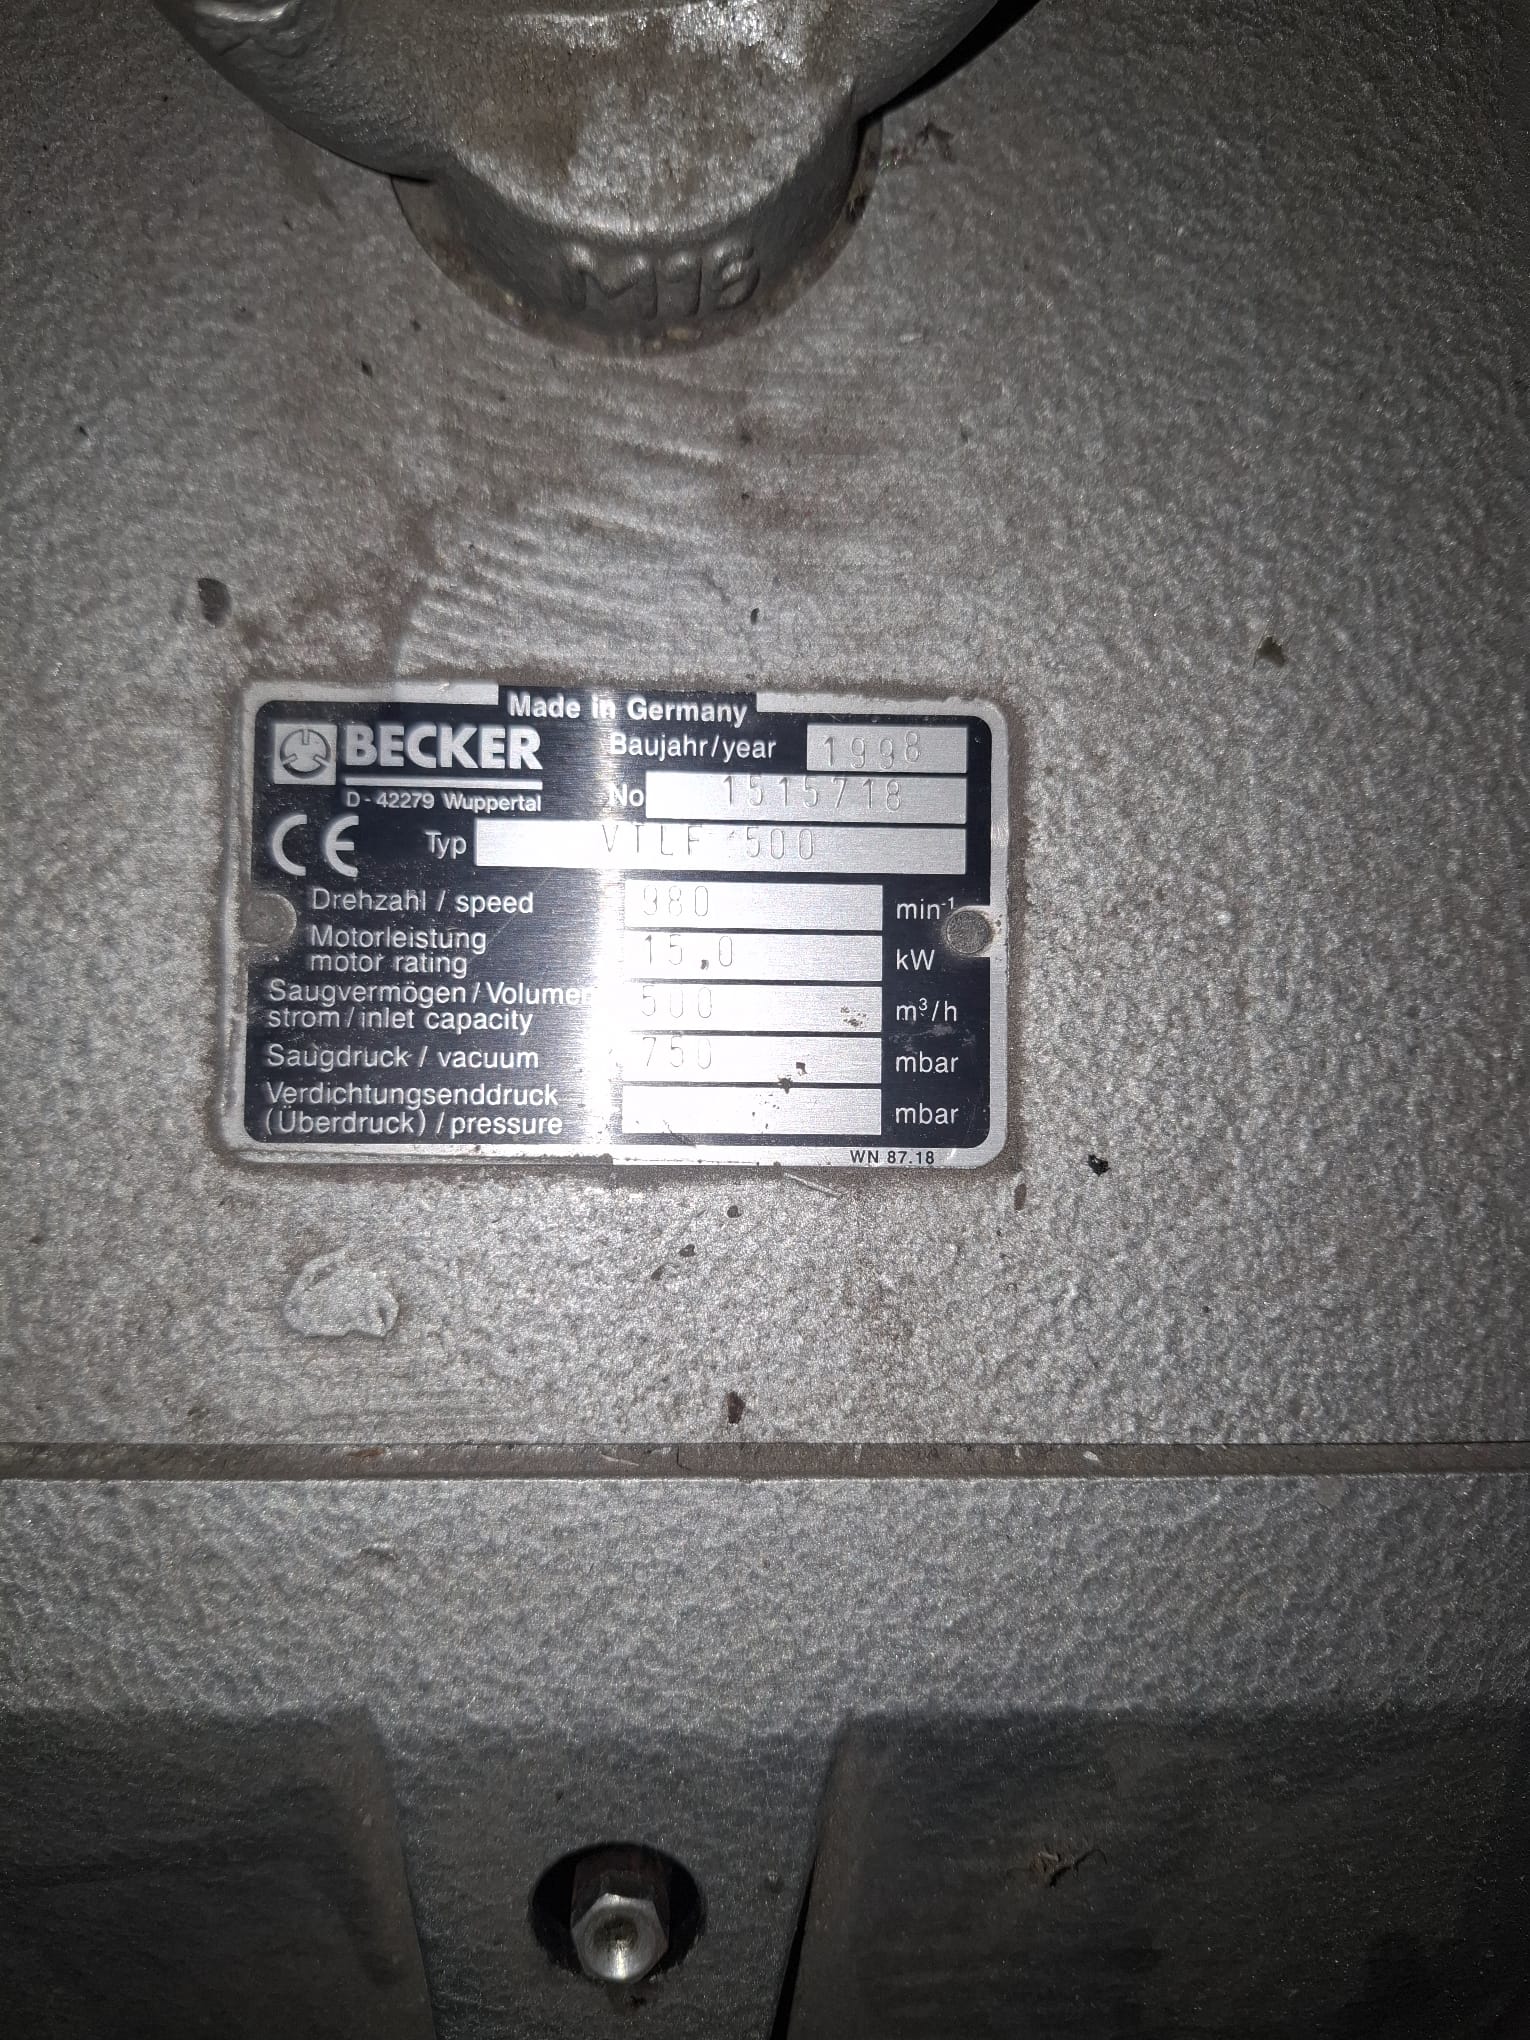 M16
Made in Germany
BECKER
Baujahr/year 1998
D-42279 Wuppertal
No 1515718
CE
Typ VTLF 500
Drehzahl / speed 980 min⁻¹
Motorleistung
motor rating 15,0 kW
Saugvermögen/Volumen
strom/inlet capacity 500 m³/h
Saugdruck / vacuum 750 mbar
Verdichtungsenddruck
(Überdruck) / pressure mbar
WN 87.18